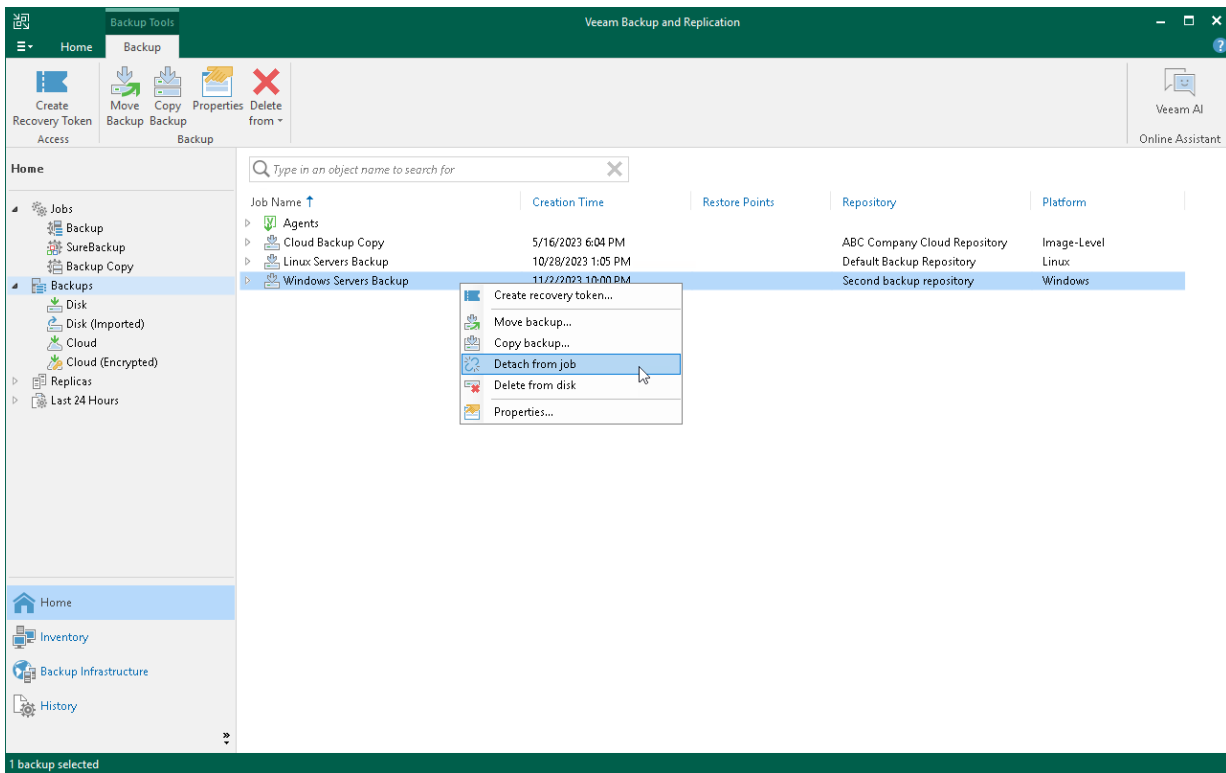 Backup Tools
Veeam Backup and Replication
Home
Backup
?
Create
Recovery Token
Move
Backup
Copy
Backup
Properties
Delete
from
Access
Backup
Veeam AI
Online Assistant
Home
Type in an object name to search for
Jobs
Backup
SureBackup
Backup Copy
Backups
Disk
Disk (Imported)
Cloud
Cloud (Encrypted)
Replicas
Last 24 Hours
Job Name Creation Time Restore Points Repository Platform
Agents
Cloud Backup Copy 5/16/2023 6:04 PM ABC Company Cloud Repository Image-Level
Linux Servers Backup 10/28/2023 1:05 PM Default Backup Repository Linux
Windows Servers Backup 11/2/2023 10:00 PM Second backup repository Windows
Create recovery token...
Move backup...
Copy backup...
Detach from job
Delete from disk
Properties...
Home
Inventory
Backup Infrastructure
History
1 backup selected